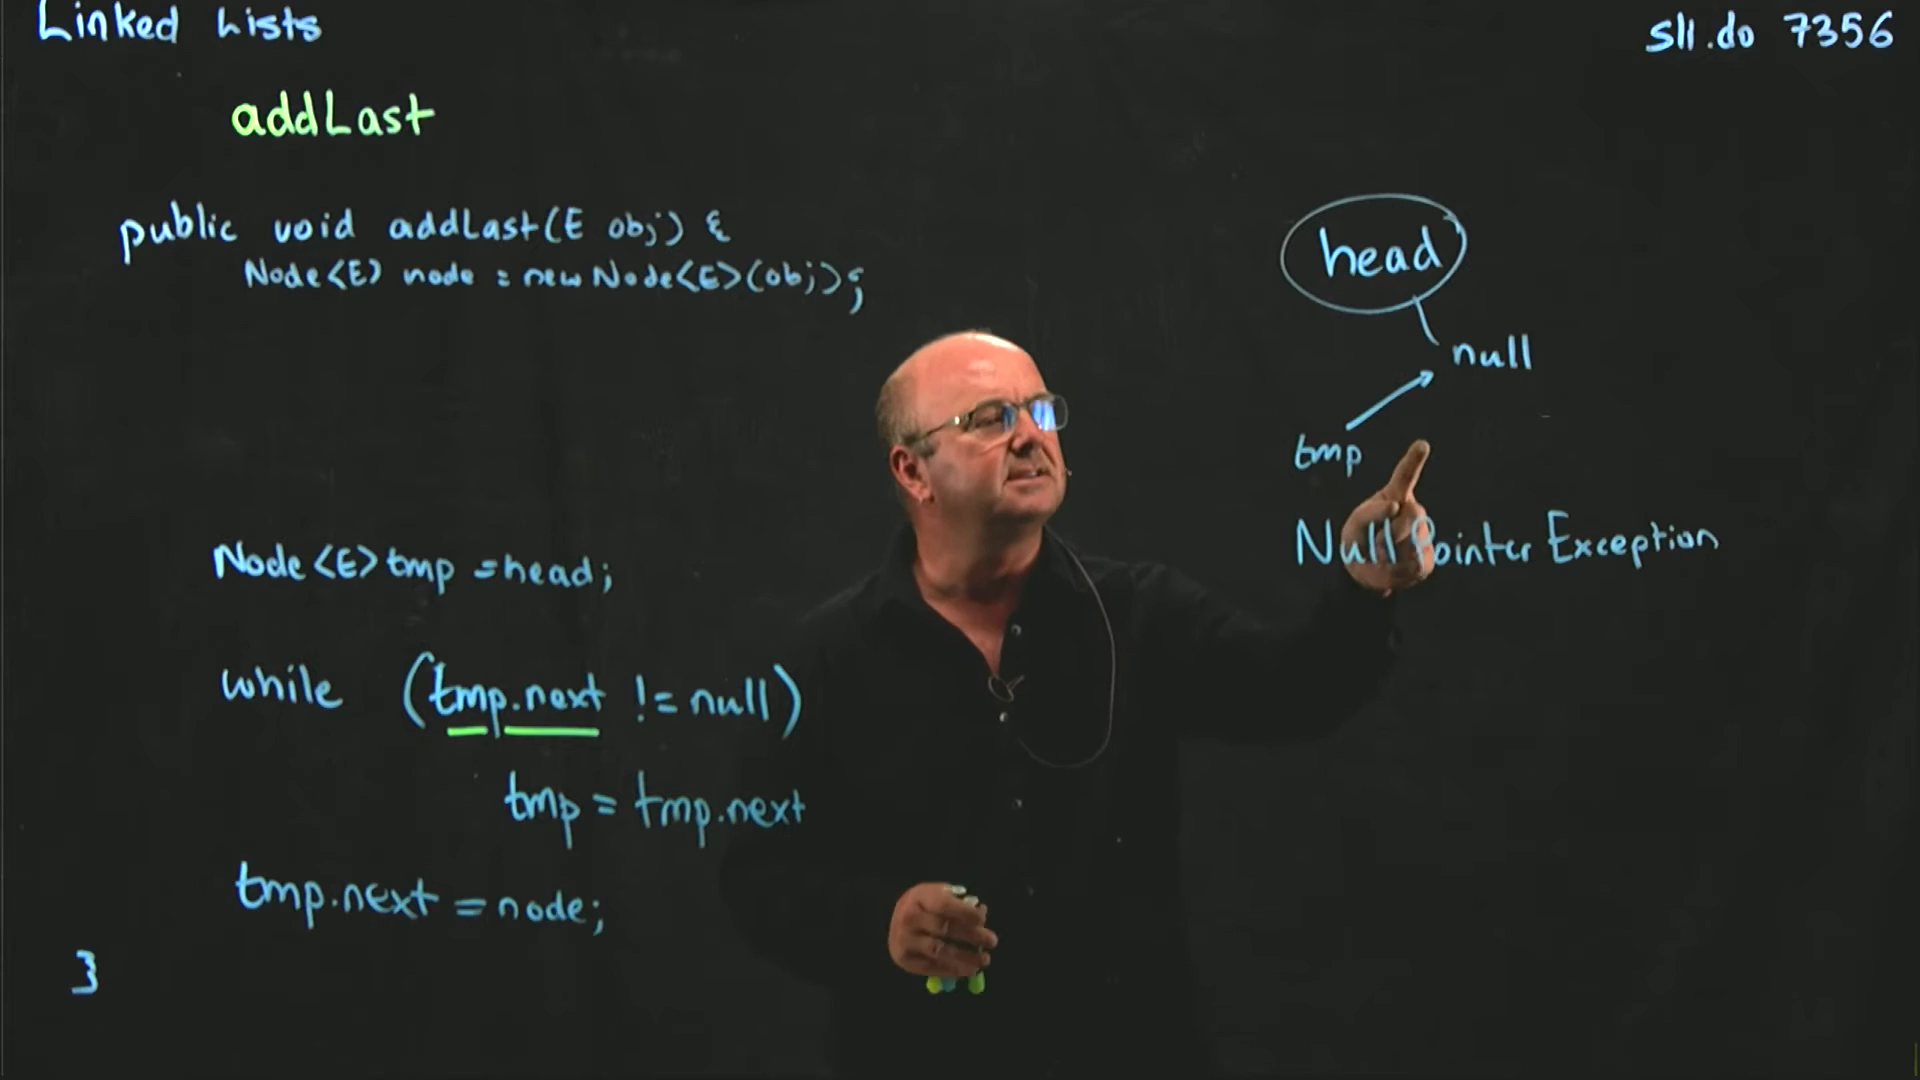 Linked Lists
sli.do 7356
addLast
public void addLast(E obj) {
Node<E> node = new Node<E>(obj);
Node<E> tmp = head;
while (tmp.next != null)
tmp = tmp.next
tmp.next = node;
}
head
null
tmp
Null Pointer Exception